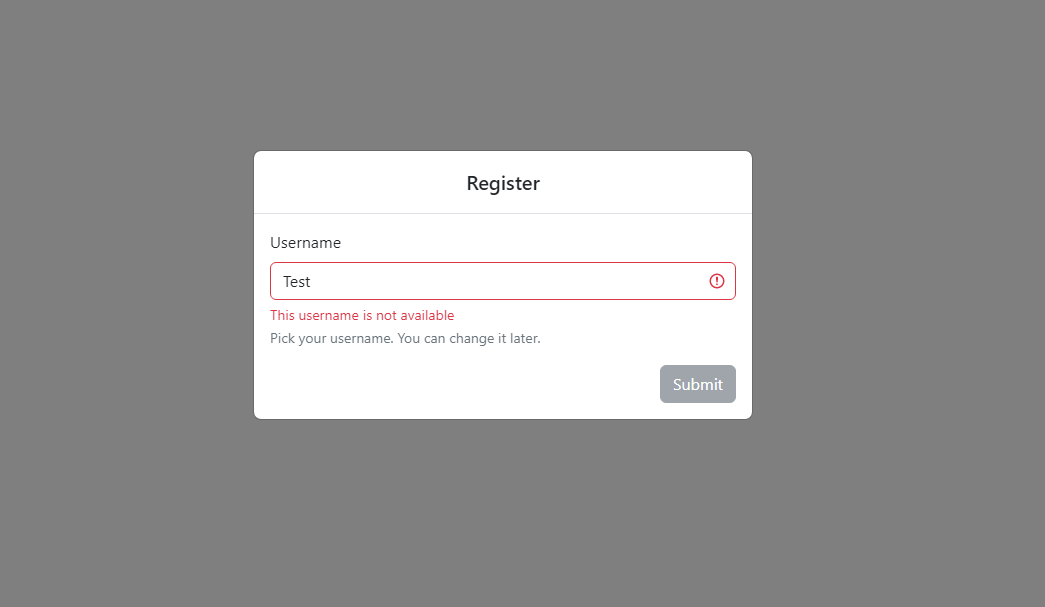 Register
Username
Test
This username is not available
Pick your username. You can change it later.
Submit